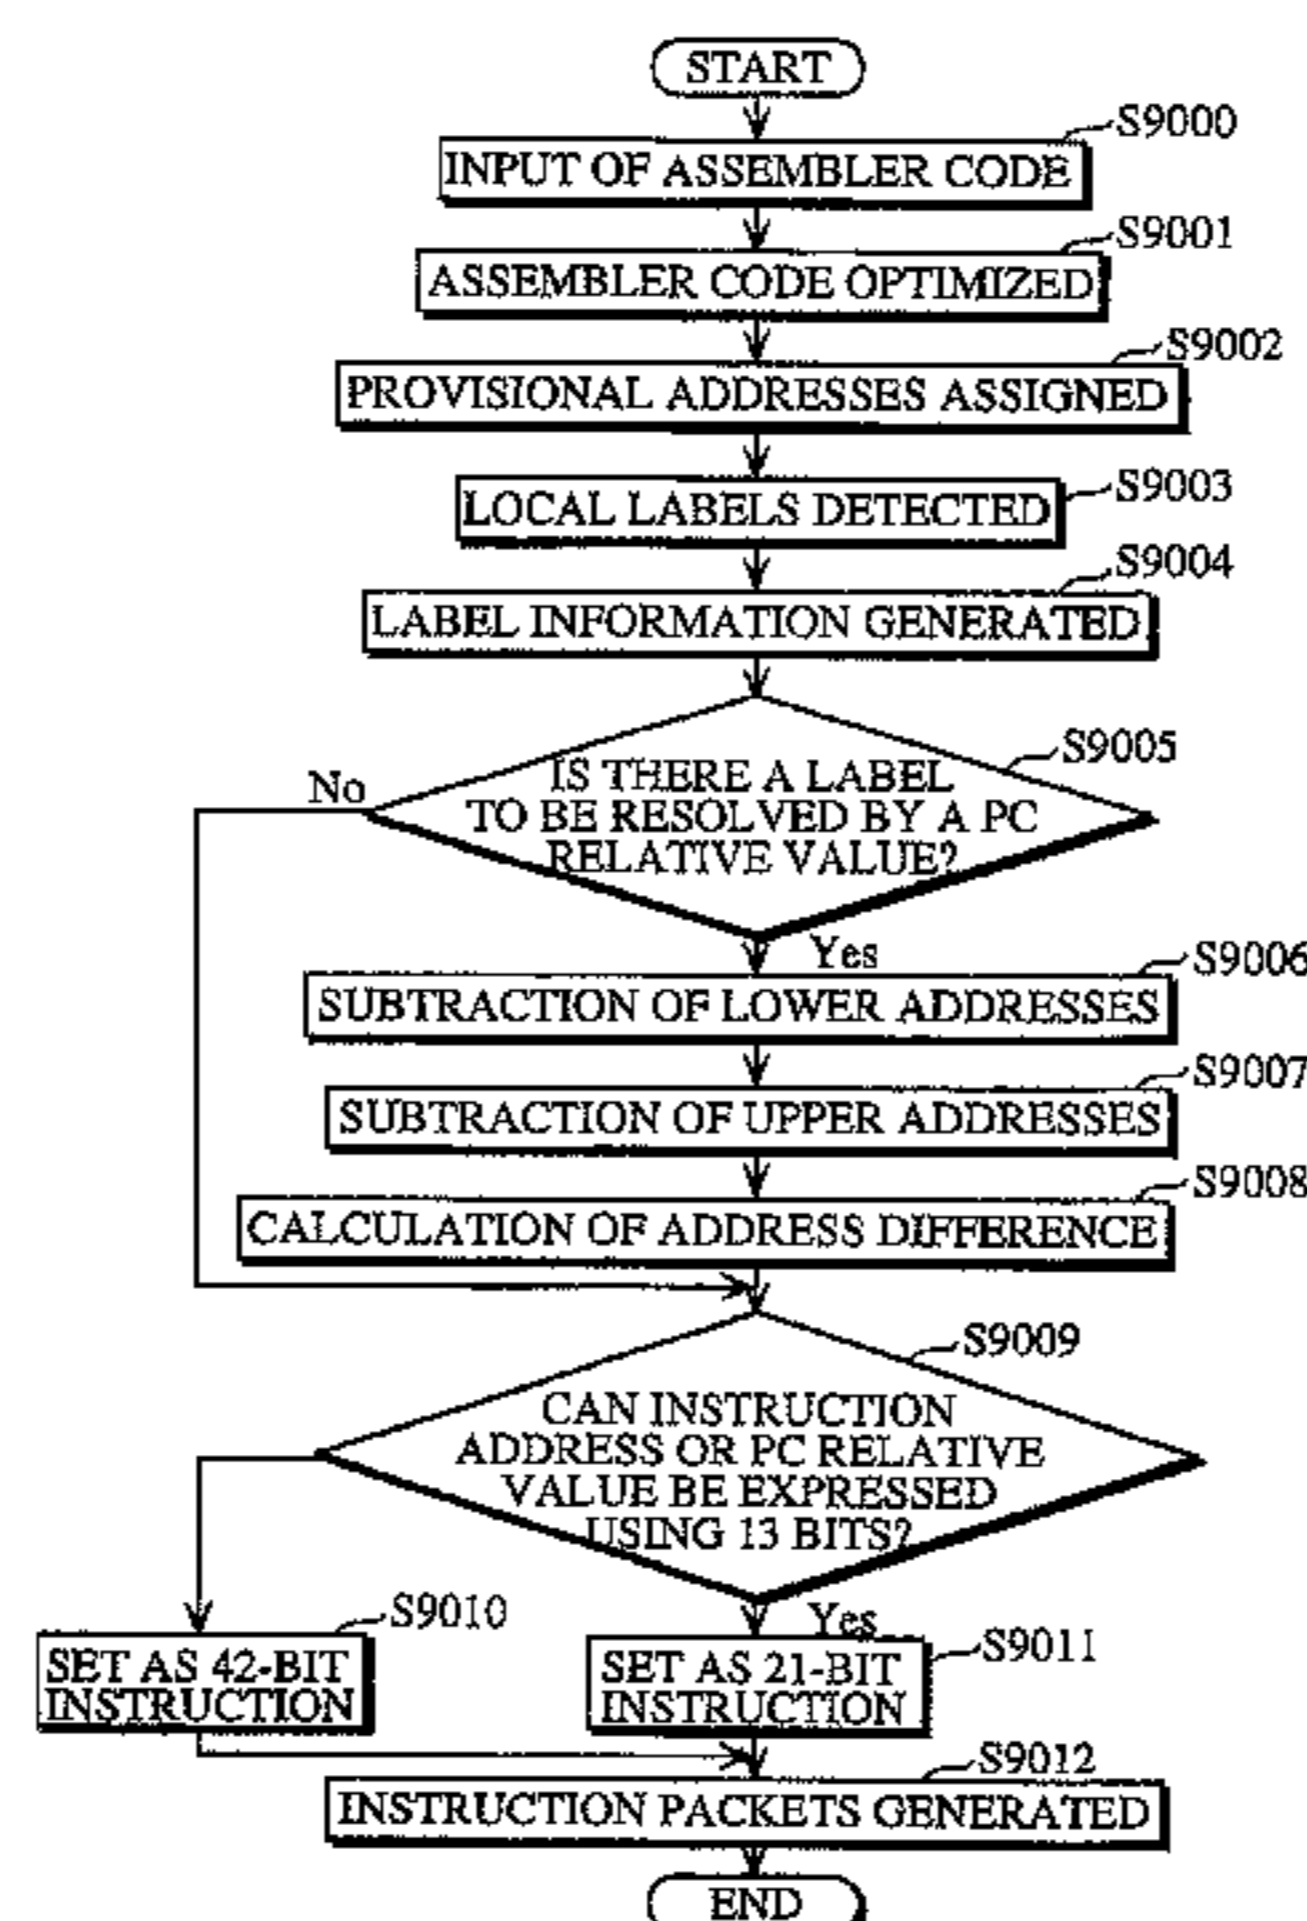 START
S9000
INPUT OF ASSEMBLER CODE
S9001
ASSEMBLER CODE OPTIMIZED
S9002
PROVISIONAL ADDRESSES ASSIGNED
S9003
LOCAL LABELS DETECTED
S9004
LABEL INFORMATION GENERATED
S9005
No
IS THERE A LABEL
TO BE RESOLVED BY A PC
RELATIVE VALUE?
Yes
S9006
SUBTRACTION OF LOWER ADDRESSES
S9007
SUBTRACTION OF UPPER ADDRESSES
S9008
CALCULATION OF ADDRESS DIFFERENCE
S9009
CAN INSTRUCTION
ADDRESS OR PC RELATIVE
VALUE BE EXPRESSED
USING 13 BITS?
S9010
SET AS 42-BIT
INSTRUCTION
Yes
S9011
SET AS 21-BIT
INSTRUCTION
S9012
INSTRUCTION PACKETS GENERATED
END